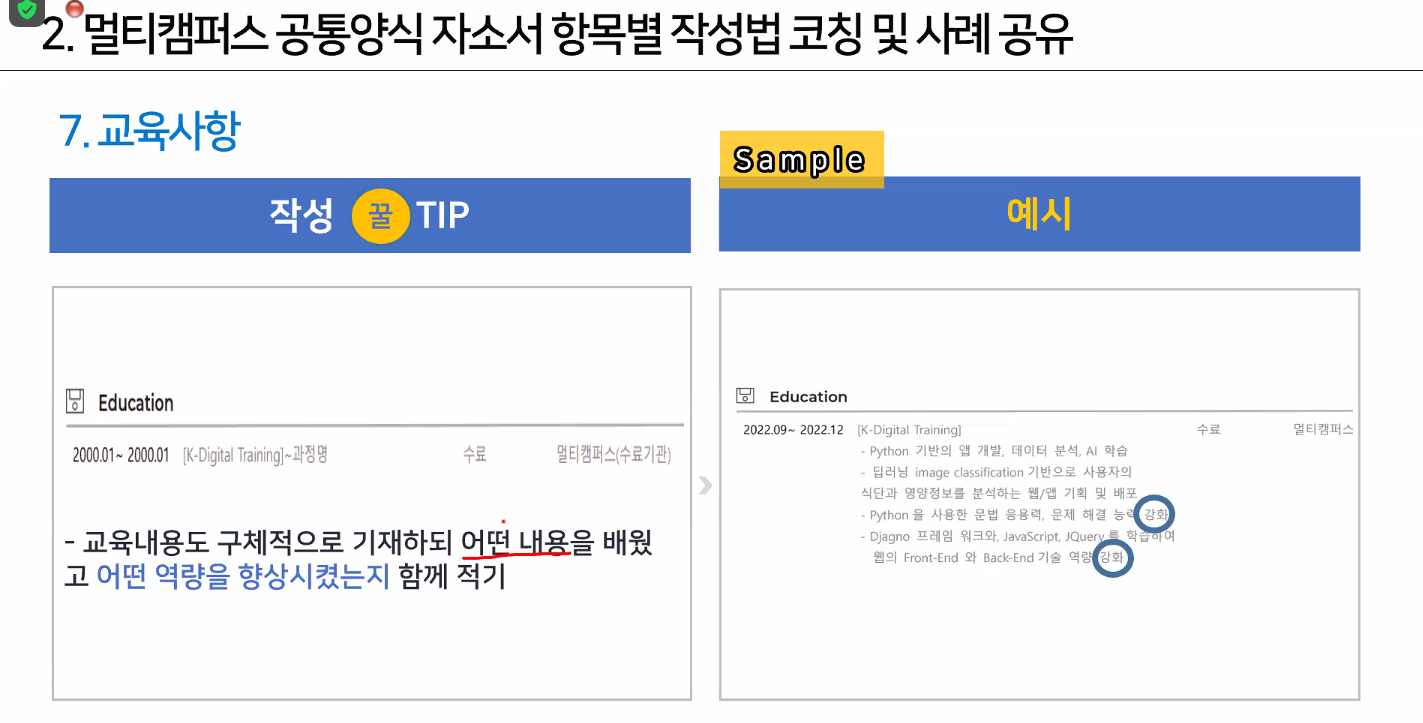 2. 멀티캠퍼스 공통양식 자소서 항목별 작성법 코칭 및 사례 공유
7. 교육사항
작성 꿀 TIP
Education
2000.01~ 2000.01 [K-Digital Training]~과정명 수료 멀티캠퍼스(수료기관)
- 교육내용도 구체적으로 기재하되 어떤 내용을 배웠
고 어떤 역량을 향상시켰는지 함께 적기
Sample
예시
Education
2022.09~ 2022.12 [K-Digital Training] 수료 멀티캠퍼스
- Python 기반의 앱 개발, 데이터 분석, AI 학습
- 딥러닝 image classification 기반으로 사용자의
식단과 영양정보를 분석하는 웹/앱 기획 및 배포
- Python 을 사용한 문법 응용력, 문제 해결 능력 강화
- Djagno 프레임 워크와, JavaScript, JQuery 를 학습하여
웹의 Front-End 와 Back-End 기술 역량 강화